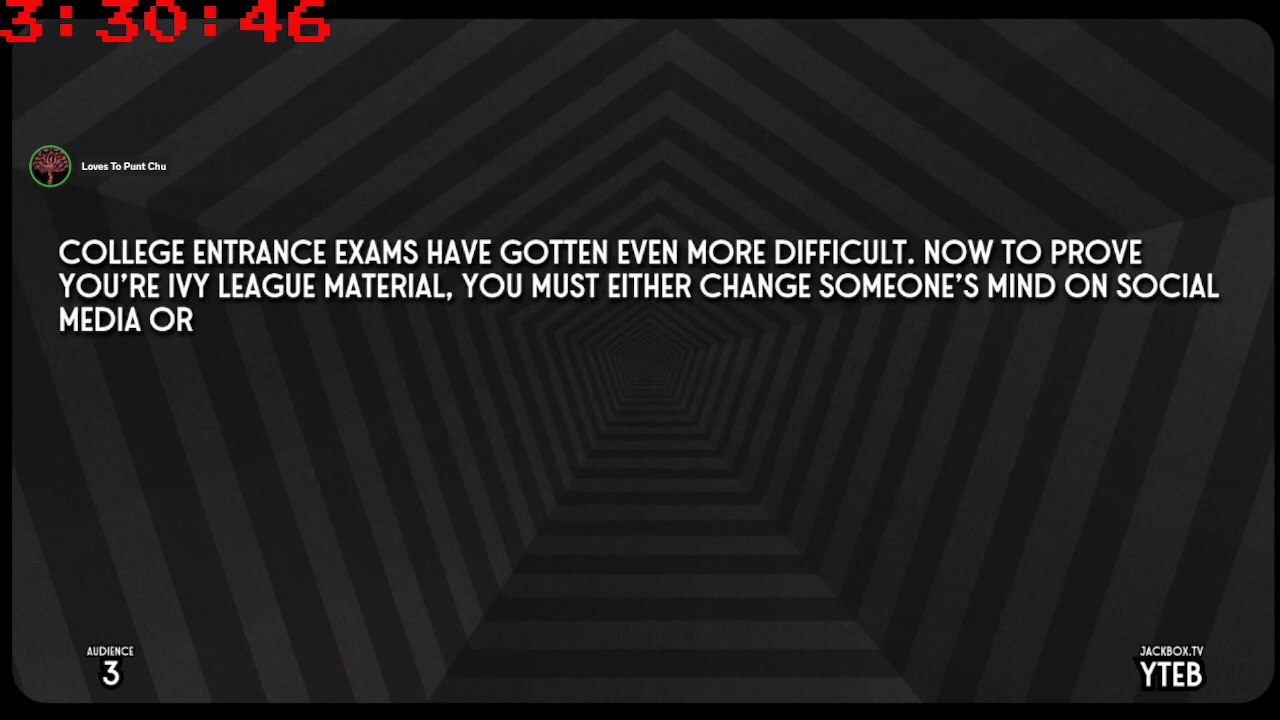 3:30:46
Loves To Punt Chu
COLLEGE ENTRANCE EXAMS HAVE GOTTEN EVEN MORE DIFFICULT. NOW TO PROVE
YOU'RE IVY LEAGUE MATERIAL, YOU MUST EITHER CHANGE SOMEONE'S MIND ON SOCIAL
MEDIA OR
AUDIENCE
3
JACKBOX.TV
YTEB